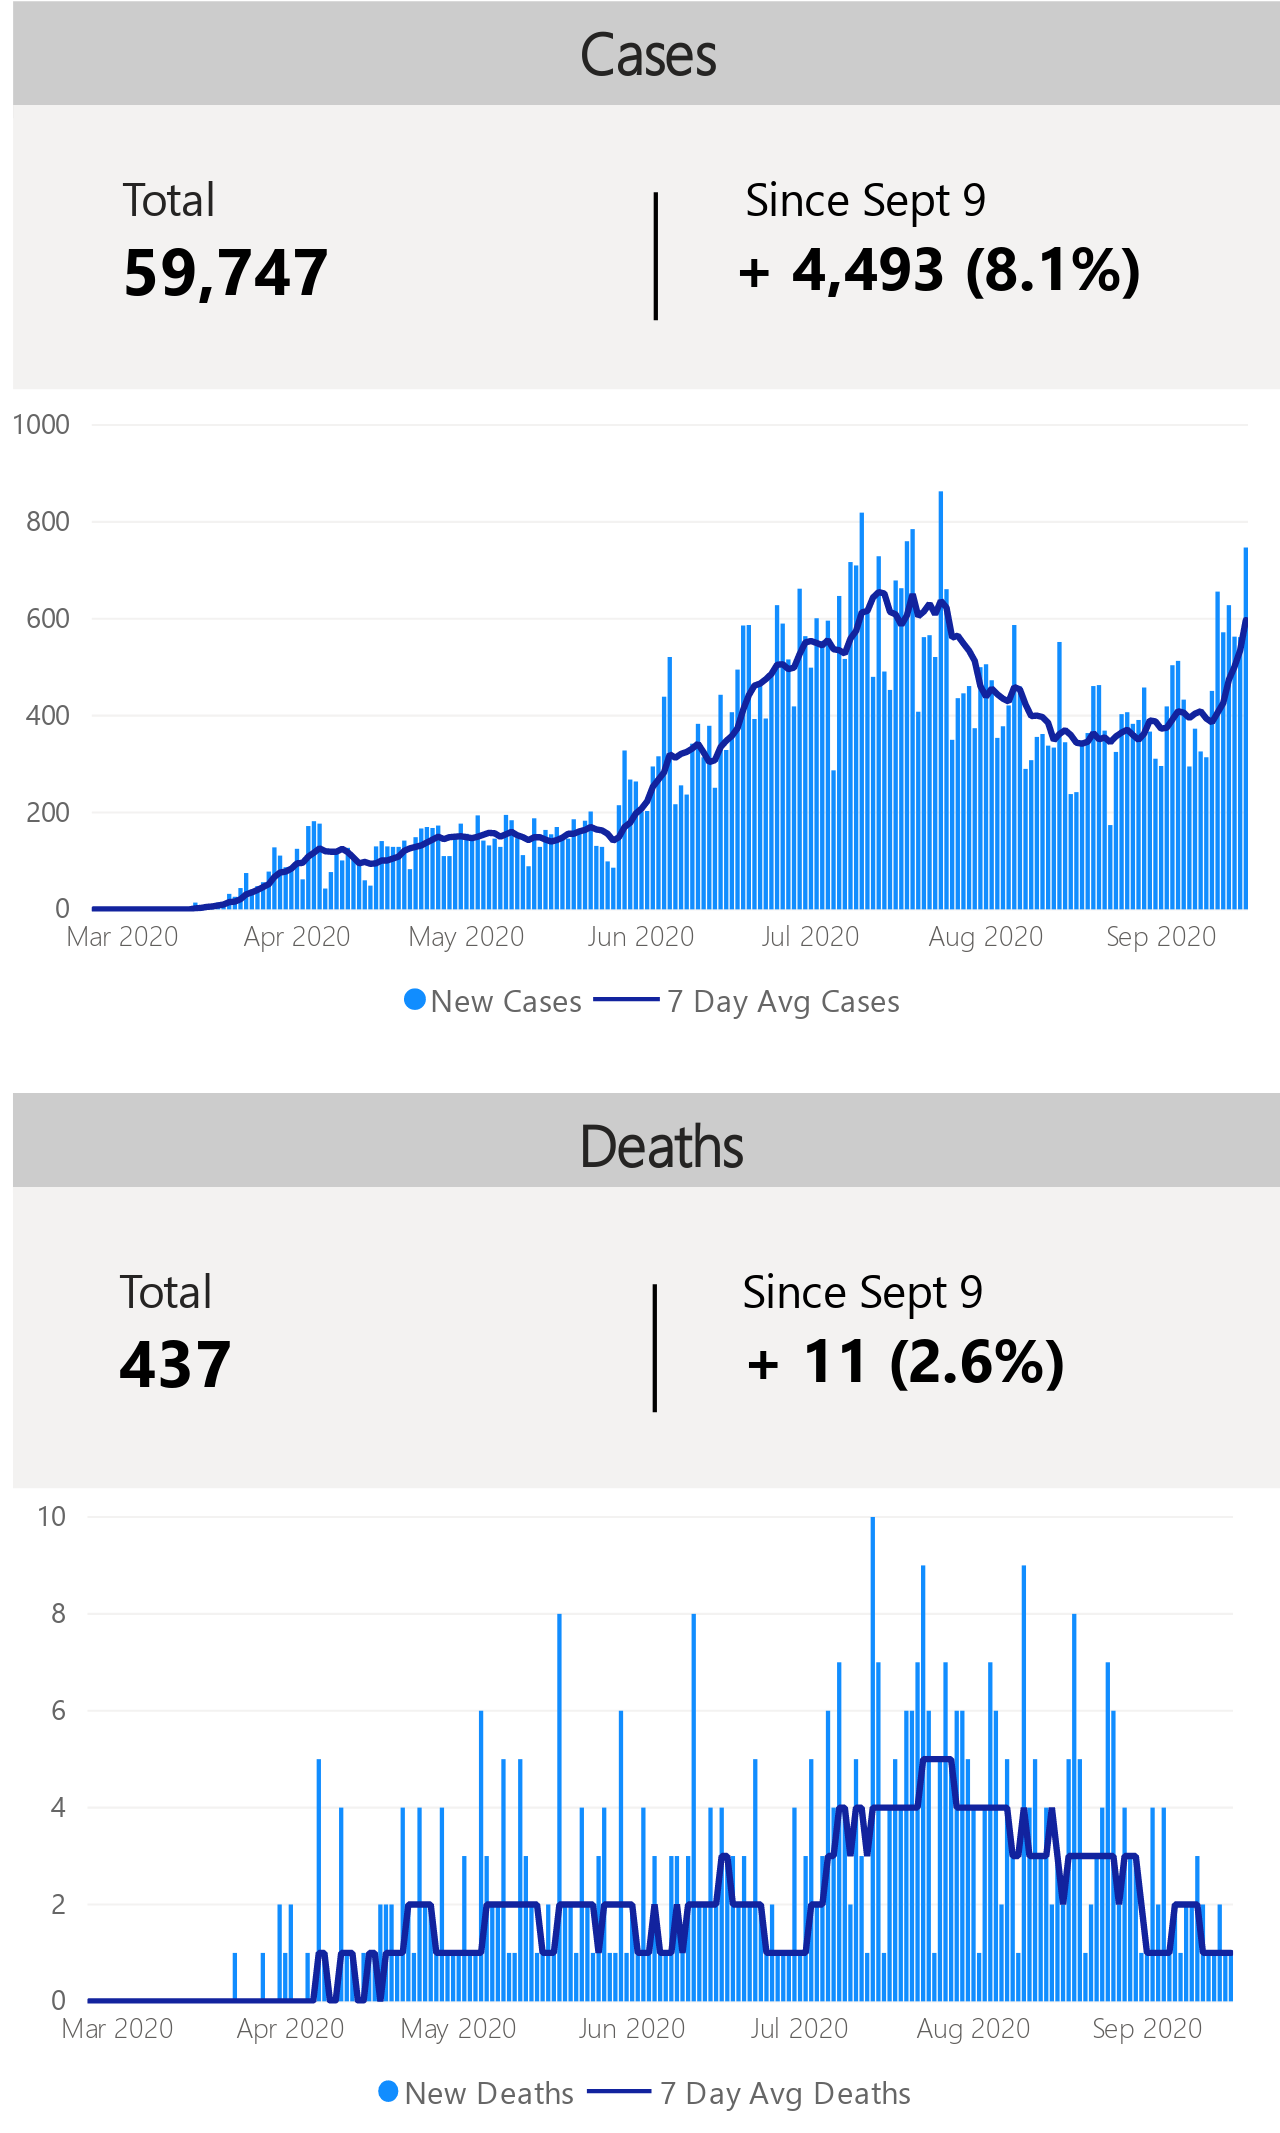 Cases
Total
Since Sept 9
59,747
+ 4,493 (8.1%)
1000
800
600
400
200
0
Mar 2020 Apr 2020 May 2020 Jun 2020 Jul 2020 Aug 2020 Sep 2020
New Cases 7 Day Avg Cases
Deaths
Total
Since Sept 9
437
+ 11 (2.6%)
10
8
6
4
2
0
Mar 2020 Apr 2020 May 2020 Jun 2020 Jul 2020 Aug 2020 Sep 2020
New Deaths 7 Day Avg Deaths